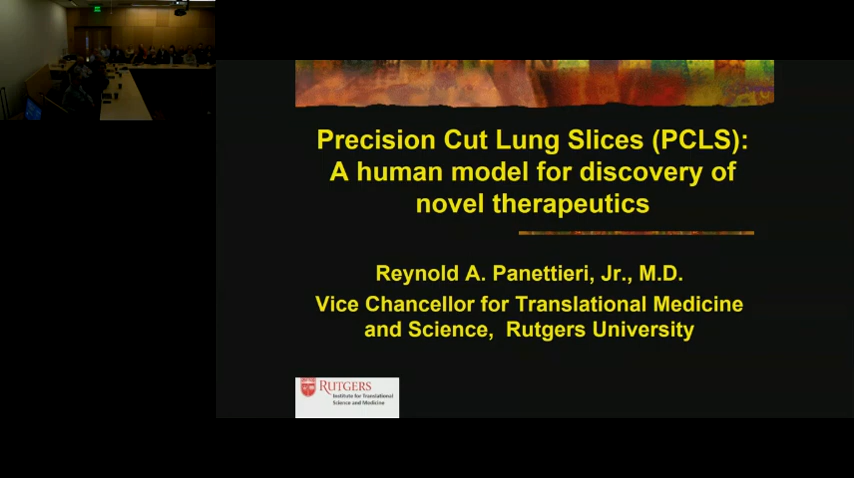 Precision Cut Lung Slices (PCLS):
A human model for discovery of
novel therapeutics
Reynold A. Panettieri, Jr., M.D.
Vice Chancellor for Translational Medicine
and Science, Rutgers University
RUTGERS
Institute for Translational
Science and Medicine